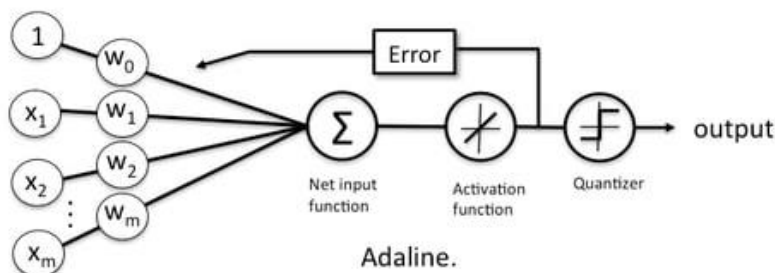 1
w0
Error
x1
w1
Σ
output
x2
w2
Net input
function
Activation
function
Quantizer
⋮
wm
xm
Adaline.